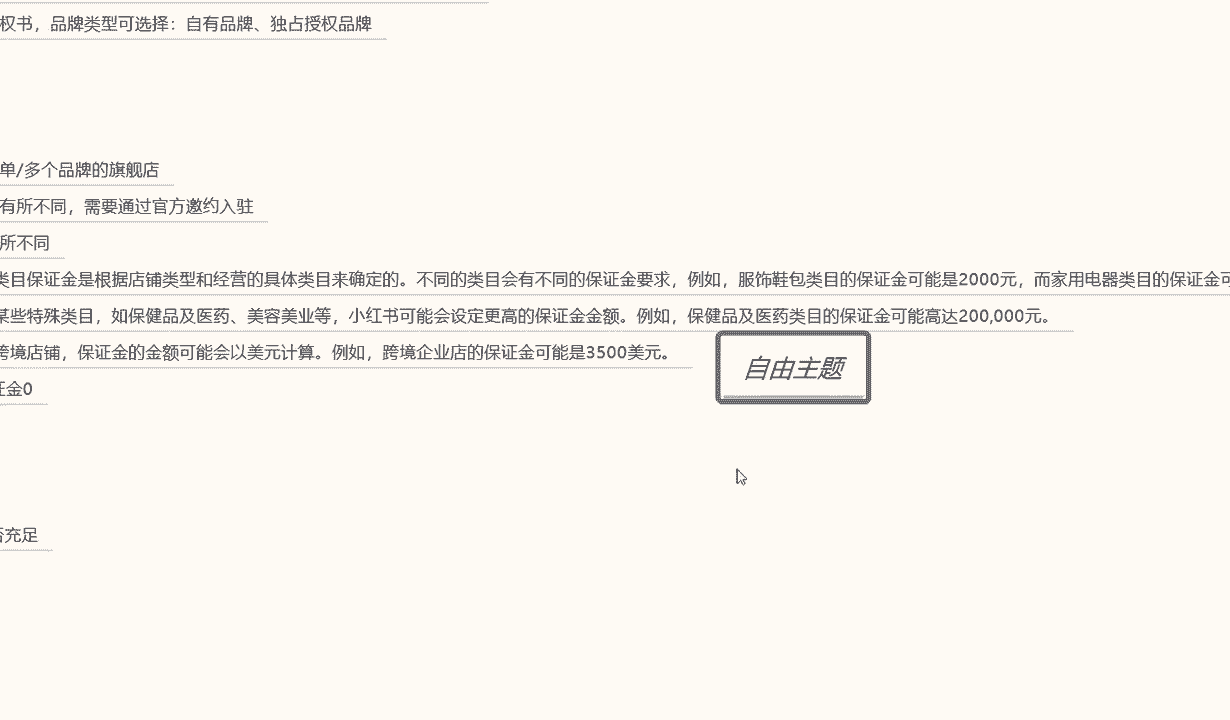 权书，品牌类型可选择：自有品牌、独占授权品牌
单/多个品牌的旗舰店
有所不同，需要通过官方邀约入驻
所不同
类目保证金是根据店铺类型和经营的具体类目来确定的。不同的类目会有不同的保证金要求，例如，服饰鞋包类目的保证金可能是2000元，而家用电器类目的保证金可
某些特殊类目，如保健品及医药、美容美业等，小红书可能会设定更高的保证金金额。例如，保健品及医药类目的保证金可能高达200,000元。
跨境店铺，保证金的金额可能会以美元计算。例如，跨境企业店的保证金可能是3500美元。
自由主题
证金0
否充足